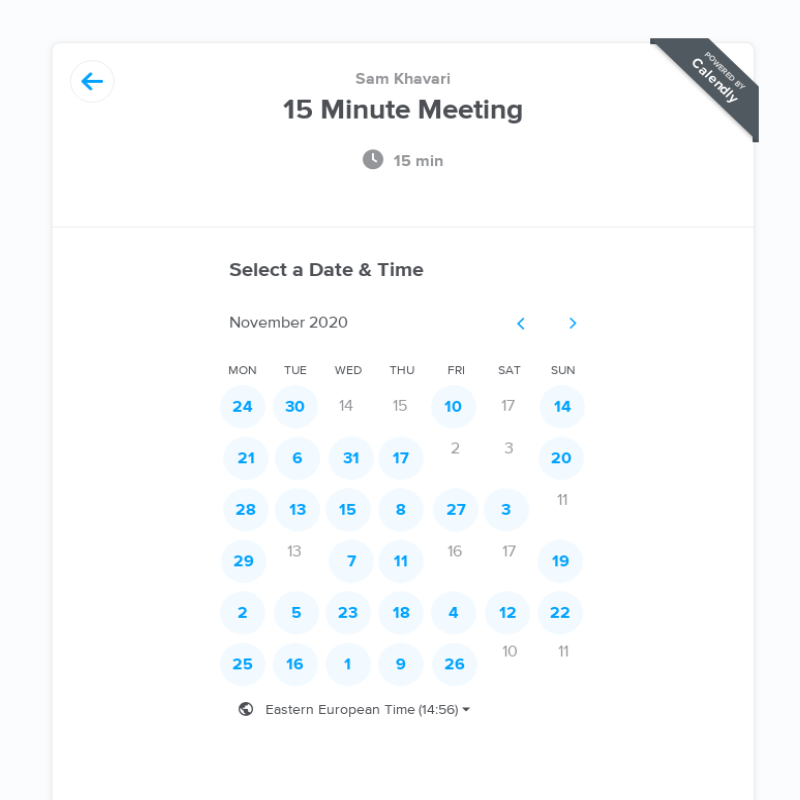 POWERED BY
Calendly
Sam Khavari
15 Minute Meeting
15 min
Select a Date & Time
November 2020
MON TUE WED THU FRI SAT SUN
24 30 14 15 10 17 14
21 6 31 17 2 3 20
28 13 15 8 27 3 11
29 13 7 11 16 17 19
2 5 23 18 4 12 22
25 16 1 9 26 10 11
Eastern European Time (14:56)